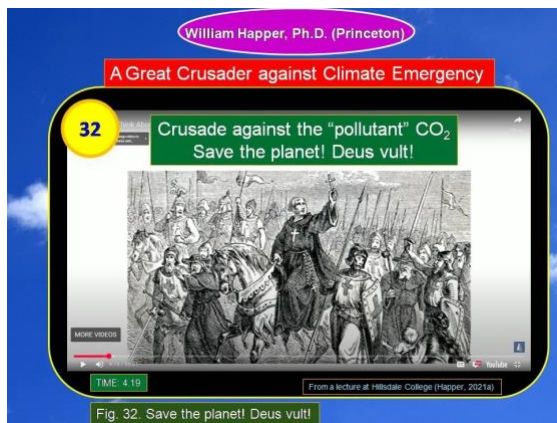 William Happer, Ph.D. (Princeton)
A Great Crusader against Climate Emergency
32
Crusade against the “pollutant” CO₂
Save the planet! Deus vult!
MORE VIDEOS
YouTube
TIME: 4.19
From a lecture at Hillsdale College (Happer, 2021a)
Fig. 32. Save the planet! Deus vult!